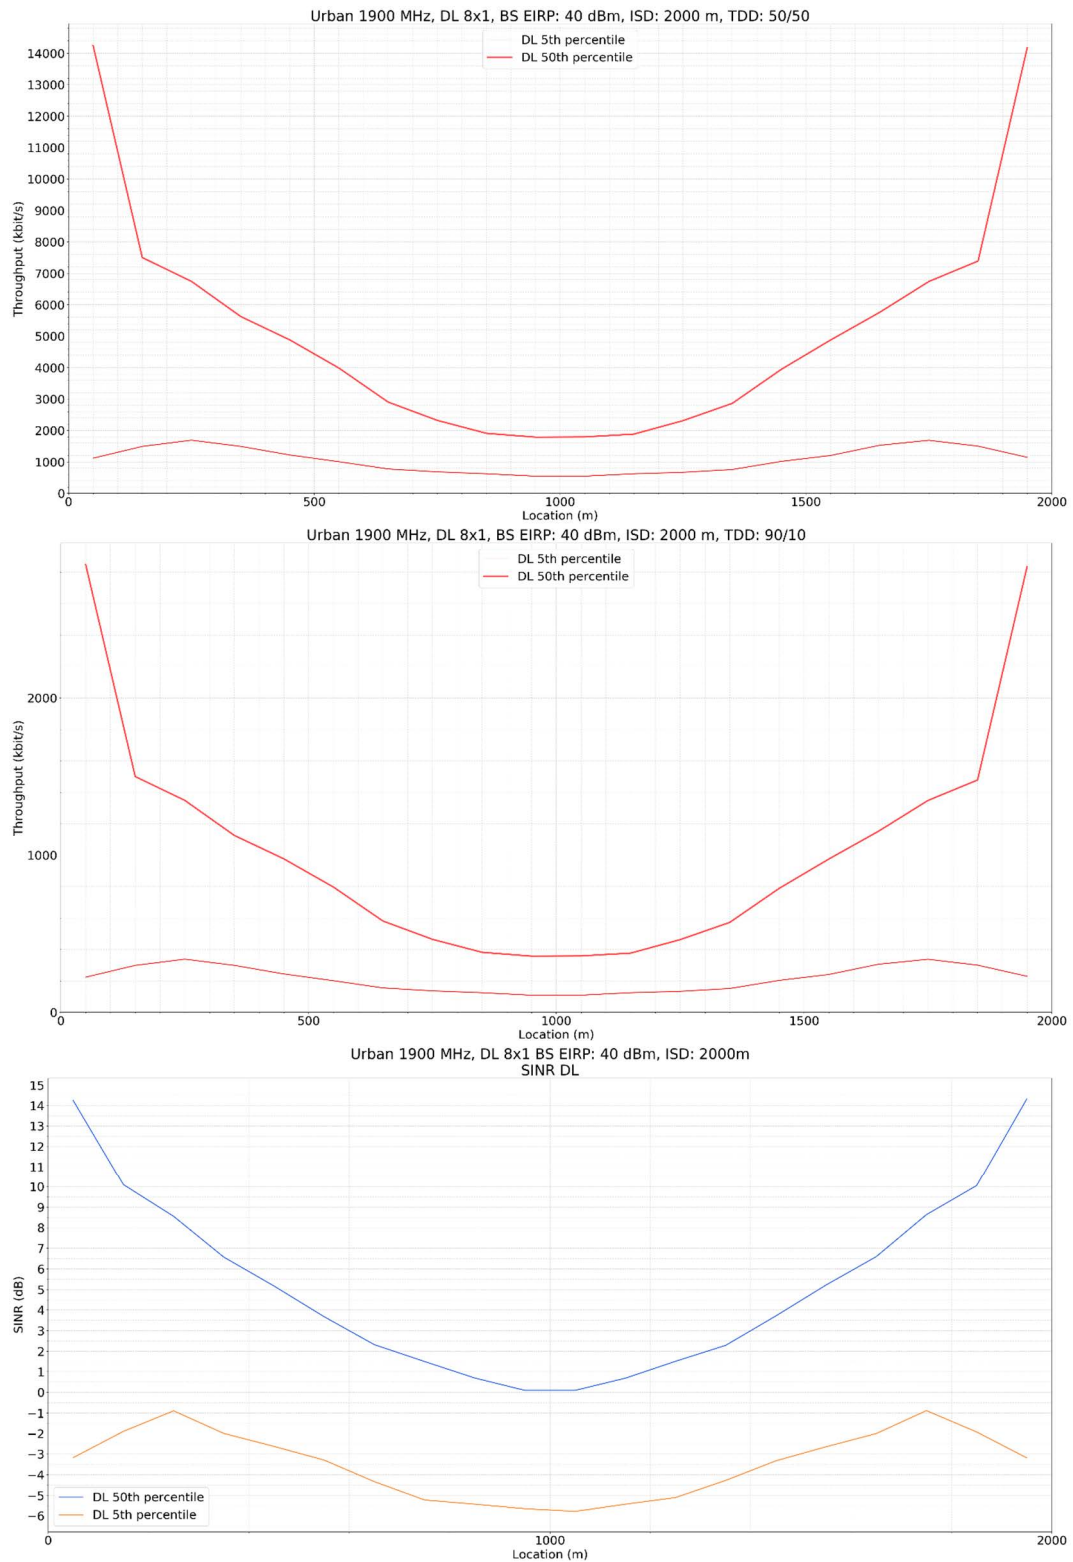 Urban 1900 MHz, DL 8x1, BS EIRP: 40 dBm, ISD: 2000 m, TDD: 50/50
DL 5th percentile
DL 50th percentile
14000
13000
12000
11000
10000
9000
8000
7000
6000
5000
4000
3000
2000
1000
0
Throughput (kbit/s)
0 500 1000 1500 2000
Location (m)
Urban 1900 MHz, DL 8x1, BS EIRP: 40 dBm, ISD: 2000 m, TDD: 90/10
DL 5th percentile
DL 50th percentile
2000
1000
0
Throughput (kbit/s)
0 500 1000 1500 2000
Location (m)
Urban 1900 MHz, DL 8x1 BS EIRP: 40 dBm, ISD: 2000m
SINR DL
15
14
13
12
11
10
9
8
7
6
5
4
3
2
1
0
−1
−2
−3
−4
−5
−6
SINR (dB)
DL 50th percentile
DL 5th percentile
0 1000 2000
Location (m)